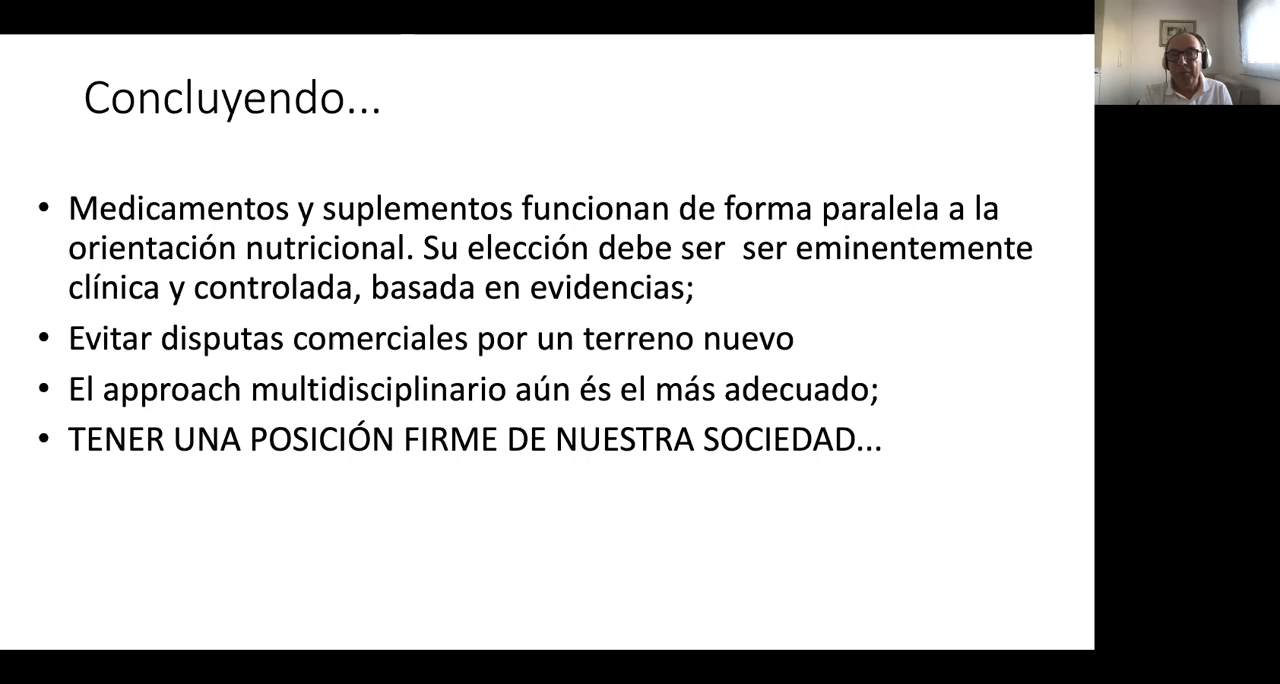 Concluyendo...
• Medicamentos y suplementos funcionan de forma paralela a la
orientación nutricional. Su elección debe ser  ser eminentemente
clínica y controlada, basada en evidencias;
• Evitar disputas comerciales por un terreno nuevo
• El approach multidisciplinario aún és el más adecuado;
• TENER UNA POSICIÓN FIRME DE NUESTRA SOCIEDAD...